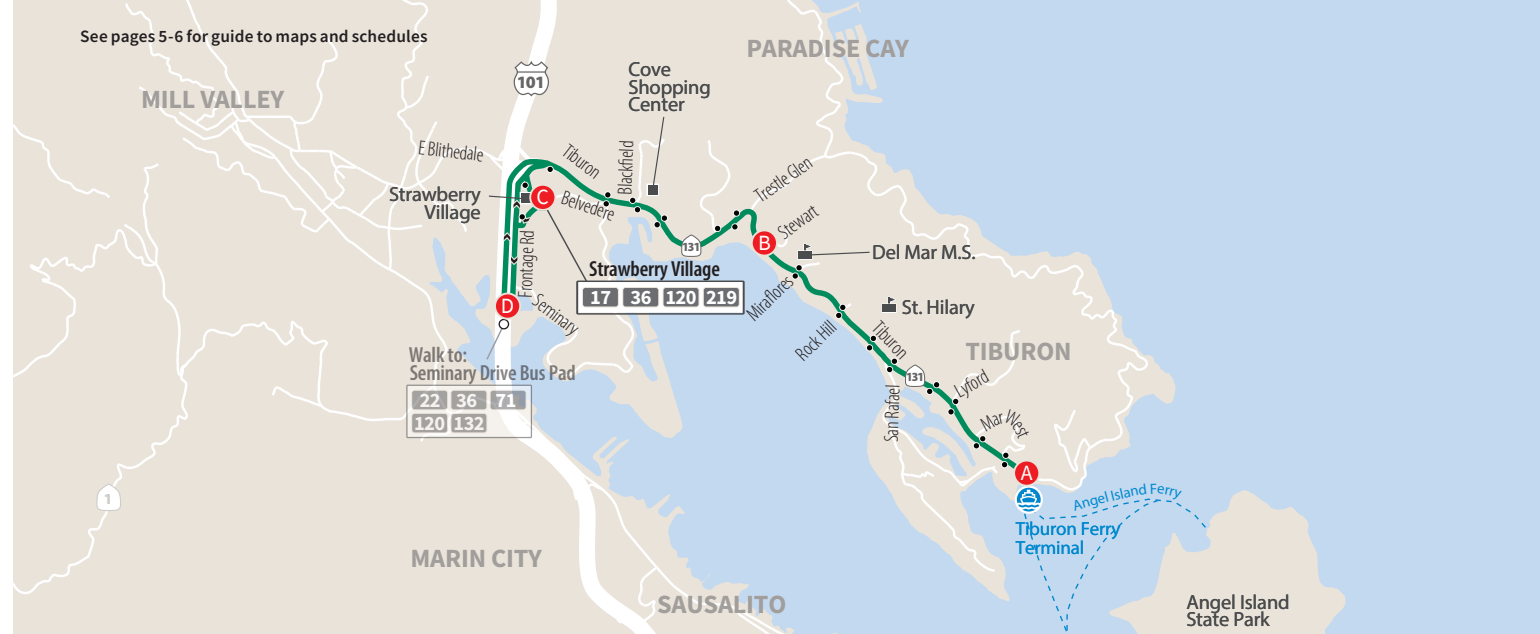 See pages 5-6 for guide to maps and schedules
PARADISE CAY
101
Cove
Shopping
Center
MILL VALLEY
E Blithedale
Tiburon
Blackfield
Trestle Glen
Strawberry
Village
C
Belvedere
Stewart
B
131
Del Mar M.S.
Frontage Rd
Strawberry Village
17 36 120 219
Miraflores
D
Seminary
St. Hilary
Rock Hill
Tiburon
TIBURON
Walk to:
Seminary Drive Bus Pad
22 36 71
120 132
131
Lyford
San Rafael
Mar West
A
1
Angel Island Ferry
Tiburon Ferry
Terminal
MARIN CITY
SAUSALITO
Angel Island
State Park